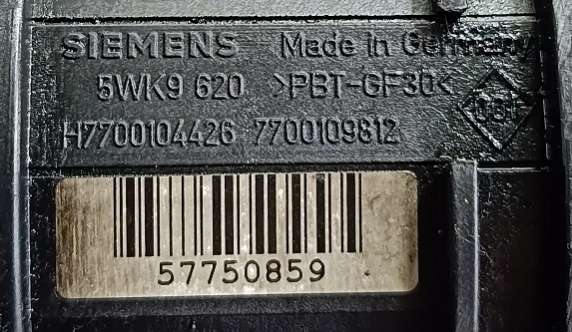 SIEMENS Made in Germany
5WK9 620 >PBT-GF30<
H7700104426 7700109812
57750859